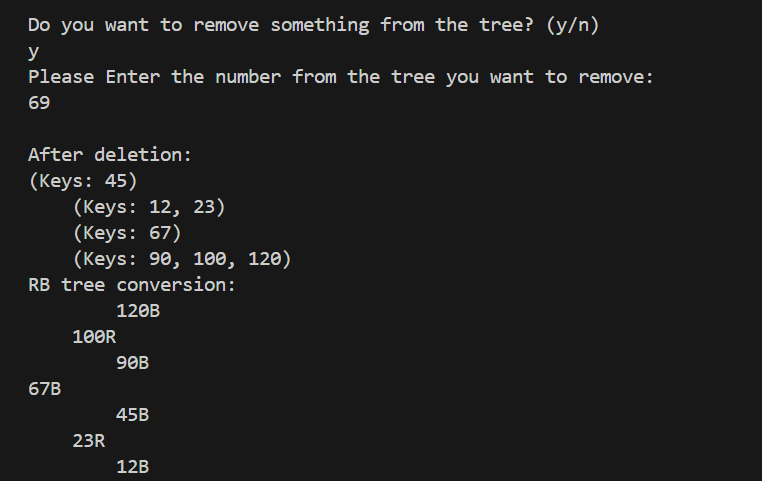 Do you want to remove something from the tree? (y/n)
y
Please Enter the number from the tree you want to remove:
69
After deletion:
(Keys: 45)
(Keys: 12, 23)
(Keys: 67)
(Keys: 90, 100, 120)
RB tree conversion:
120B
100R
90B
67B
45B
23R
12B